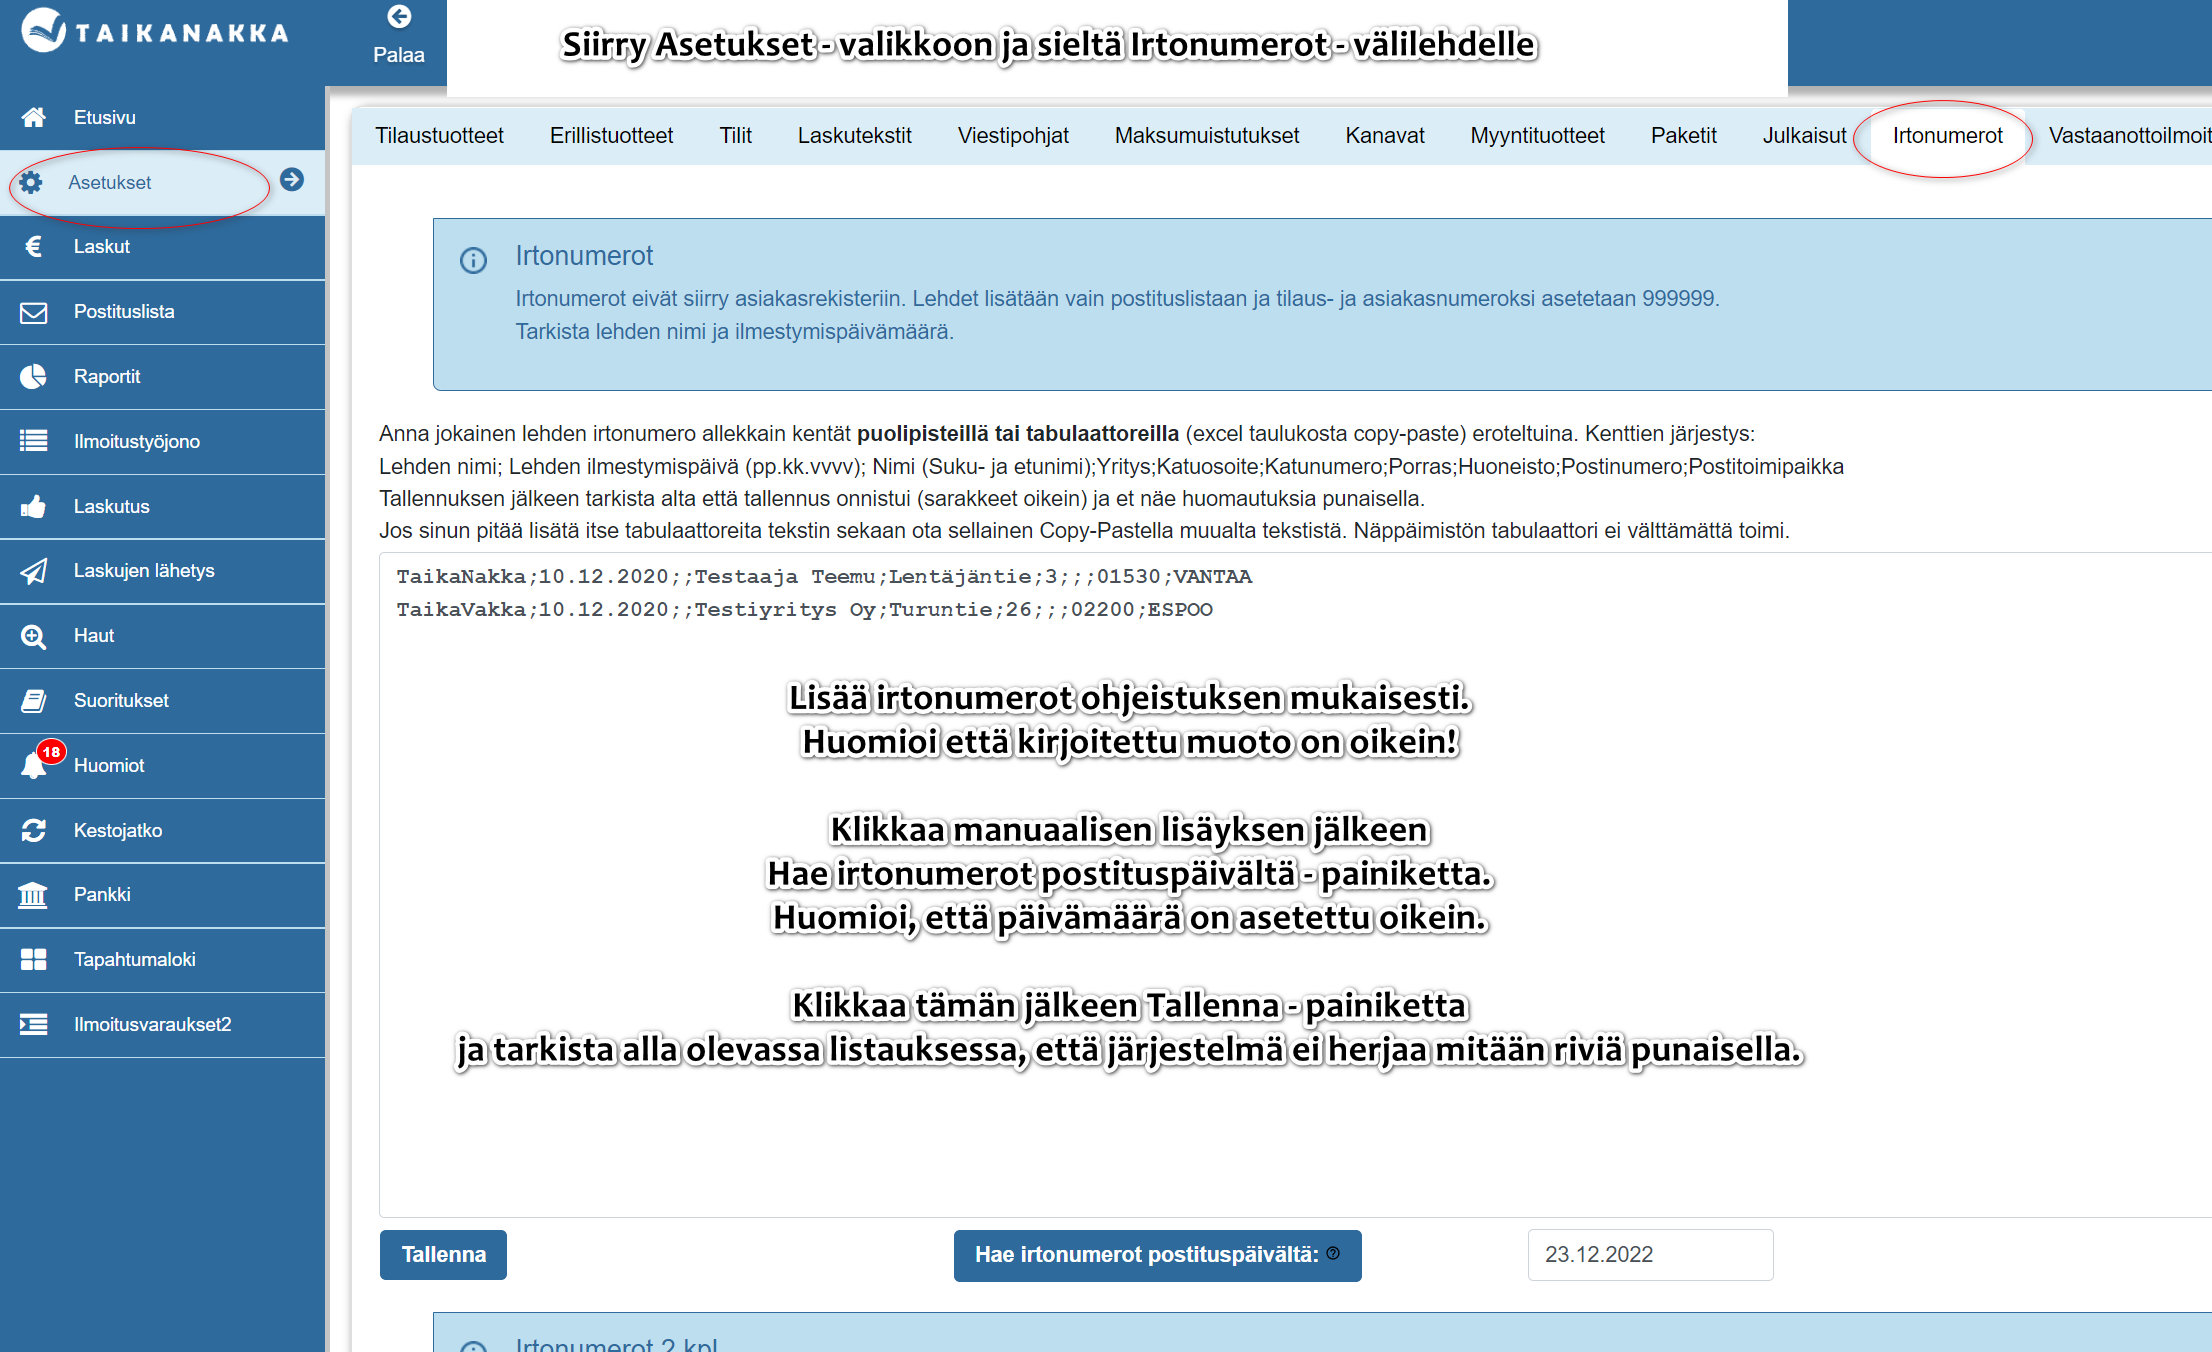 TAIKANAKKA
Palaa
Siirry Asetukset - valikkoon ja sieltä Irtonumerot - välilehdelle
Etusivu
Asetukset
Laskut
Postituslista
Raportit
Ilmoitustyöjono
Laskutus
Laskujen lähetys
Haut
Suoritukset
18
Huomiot
Kestojatko
Pankki
Tapahtumaloki
Ilmoitusvaraukset2
Tilaustuotteet Erillistuotteet Tilit Laskutekstit Viestipohjat Maksumuistutukset Kanavat Myyntituotteet Paketit Julkaisut Irtonumerot Vastaanottoilmoit
Irtonumerot
Irtonumerot eivät siirry asiakasrekisteriin. Lehdet lisätään vain postituslistaan ja tilaus- ja asiakasnumeroksi asetetaan 999999.
Tarkista lehden nimi ja ilmestymispäivämäärä.
Anna jokainen lehden irtonumero allekkain kentät puolipisteillä tai tabulaattoreilla (excel taulukosta copy-paste) eroteltuina. Kenttien järjestys:
Lehden nimi; Lehden ilmestymispäivä (pp.kk.vvvv); Nimi (Suku- ja etunimi);Yritys;Katuosoite;Katunumero;Porras;Huoneisto;Postinumero;Postitoimipaikka
Tallennuksen jälkeen tarkista alta että tallennus onnistui (sarakkeet oikein) ja et näe huomautuksia punaisella.
Jos sinun pitää lisätä itse tabulaattoreita tekstin sekaan ota sellainen Copy-Pastella muualta tekstistä. Näppäimistön tabulaattori ei välttämättä toimi.
TaikaNakka;10.12.2020;;Testaaja Teemu;Lentäjäntie;3;;;01530;VANTAA
TaikaVakka;10.12.2020;;Testiyritys Oy;Turuntie;26;;;02200;ESPOO
Lisää irtonumerot ohjeistuksen mukaisesti.
Huomioi että kirjoitettu muoto on oikein!
Klikkaa manuaalisen lisäyksen jälkeen
Hae irtonumerot postituspäivältä - painiketta.
Huomioi, että päivämäärä on asetettu oikein.
Klikkaa tämän jälkeen Tallenna - painiketta
ja tarkista alla olevassa listauksessa, että järjestelmä ei herjaa mitään riviä punaisella.
Tallenna
Hae irtonumerot postituspäivältä:
23.12.2022
Irtonumerot 2 kpl